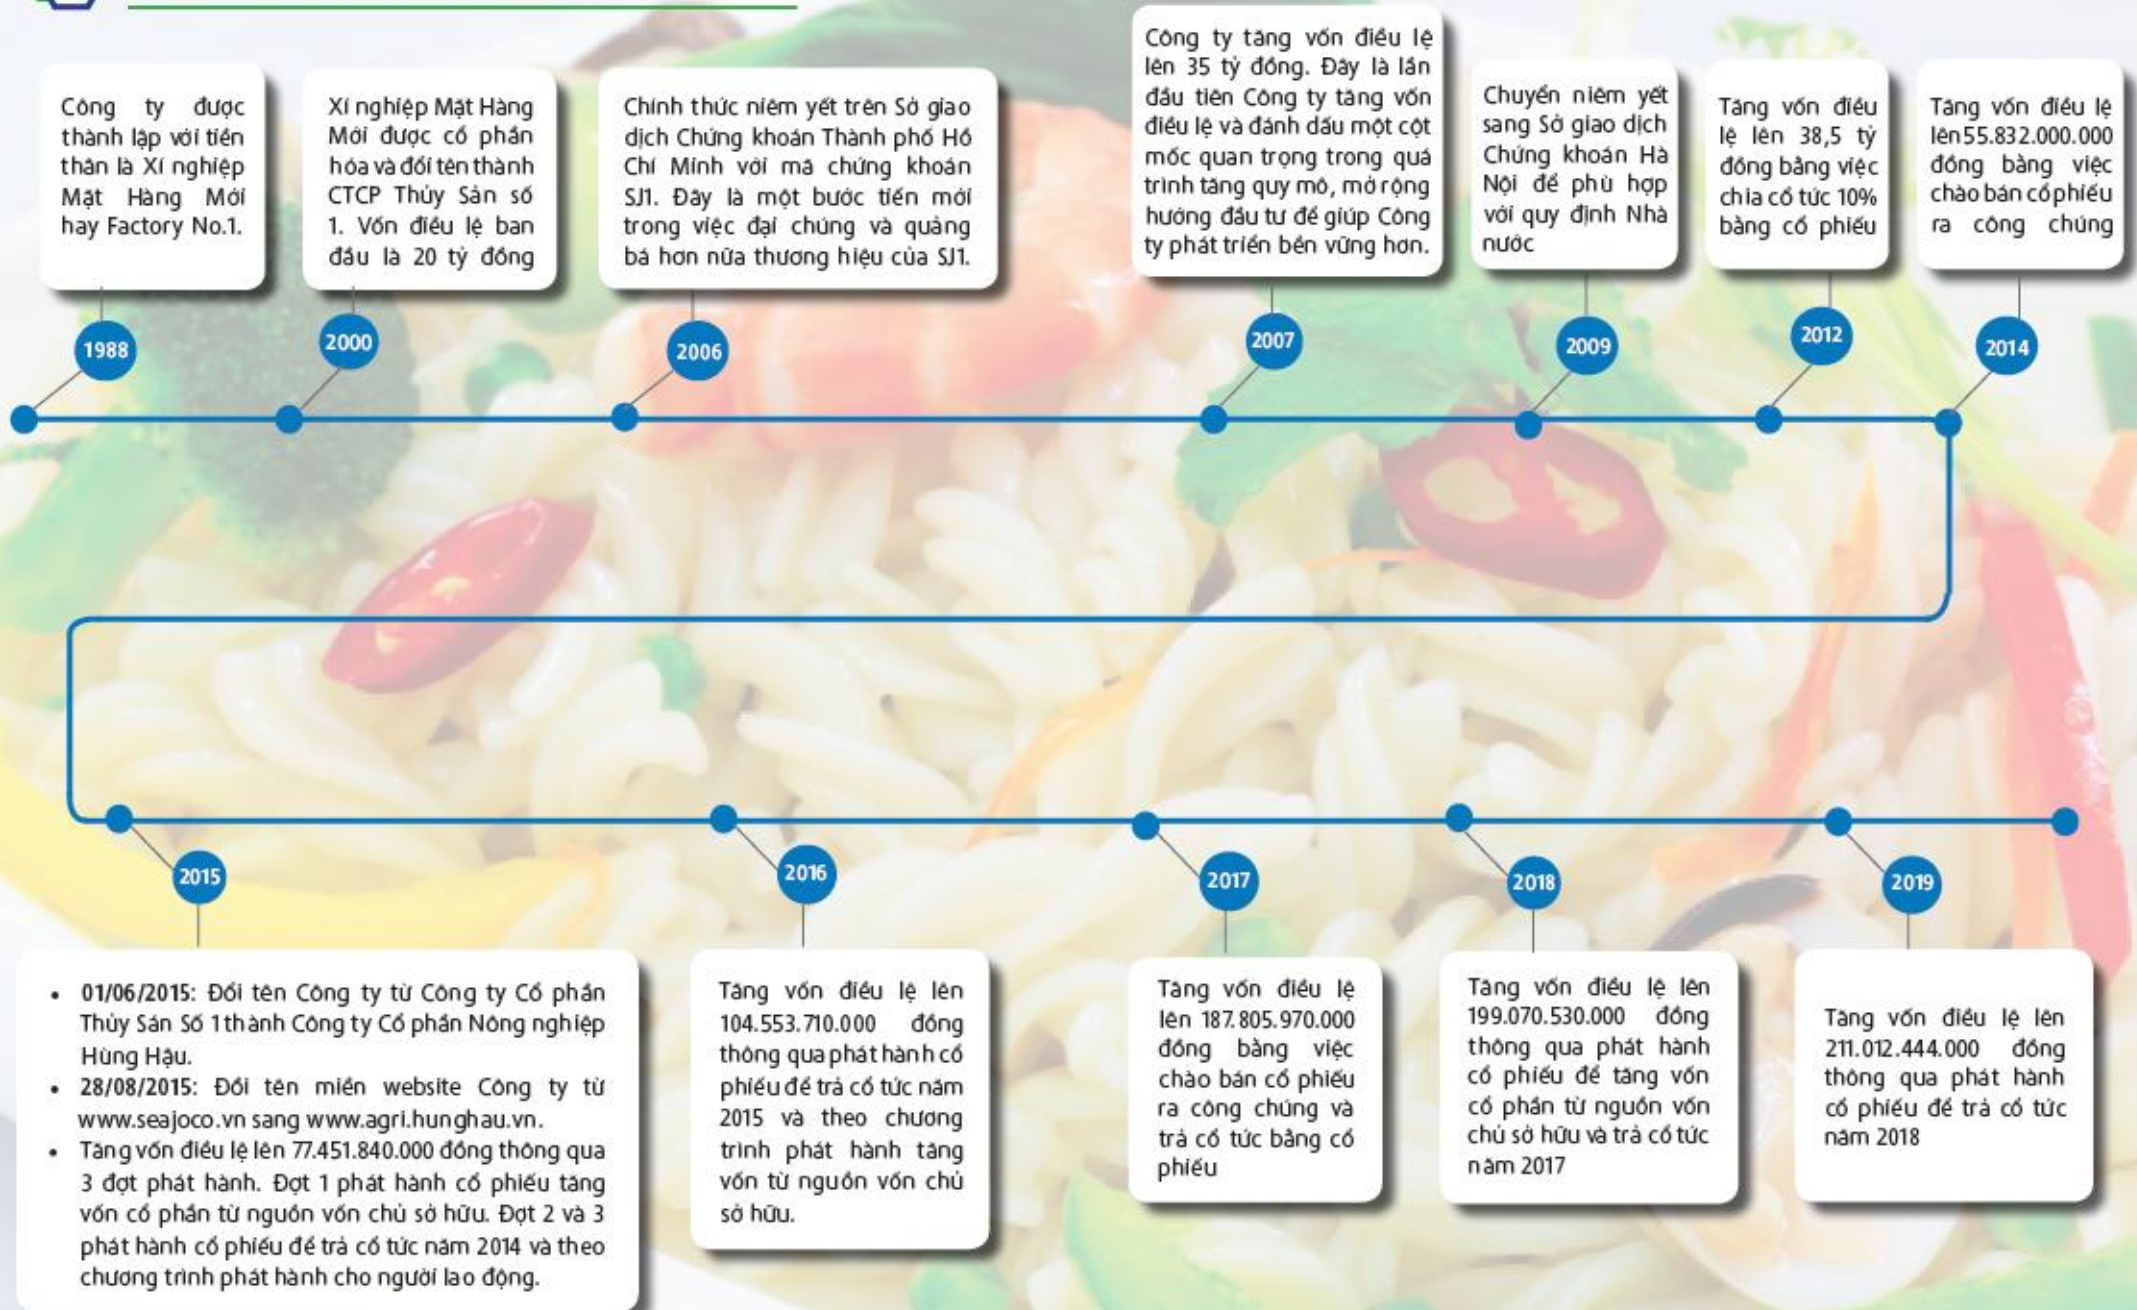 Công ty được
thành lập với tiền
thân là Xí nghiệp
Mặt Hàng Mới
hay Factory No.1.
Xí nghiệp Mặt Hàng
Mới được cổ phần
hóa và đổi tên thành
CTCP Thủy Sản số
1. Vốn điều lệ ban
đầu là 20 tỷ đồng
Chính thức niêm yết trên Sở giao
dịch Chứng khoán Thành phố Hồ
Chí Minh với mã chứng khoán
SJ1. Đây là một bước tiến mới
trong việc đại chúng và quảng
bá hơn nữa thương hiệu của SJ1.
Công ty tăng vốn điều lệ
lên 35 tỷ đồng. Đây là lần
đầu tiên Công ty tăng vốn
điều lệ và đánh dấu một cột
mốc quan trọng trong quá
trình tăng quy mô, mở rộng
hướng đầu tư để giúp Công
ty phát triển bền vững hơn.
Chuyển niêm yết
sang Sở giao dịch
Chứng khoán Hà
Nội để phù hợp
với quy định Nhà
nước
Tăng vốn điều
lệ lên 38,5 tỷ
đồng bằng việc
chia cổ tức 10%
bằng cổ phiếu
Tăng vốn điều lệ
lên 55.832.000.000
đồng bằng việc
chào bán cổ phiếu
ra công chúng
1988
2000
2006
2007
2009
2012
2014
2015
2016
2017
2018
2019
• 01/06/2015: Đổi tên Công ty từ Công ty Cổ phần
Thủy Sản Số 1 thành Công ty Cổ phần Nông nghiệp
Hùng Hậu.
• 28/08/2015: Đổi tên miền website Công ty từ
www.seajoco.vn sang www.agri.hunghau.vn.
• Tăng vốn điều lệ lên 77.451.840.000 đồng thông qua
3 đợt phát hành. Đợt 1 phát hành cổ phiếu tăng
vốn cổ phần từ nguồn vốn chủ sở hữu. Đợt 2 và 3
phát hành cổ phiếu để trả cổ tức năm 2014 và theo
chương trình phát hành cho người lao động.
Tăng vốn điều lệ lên
104.553.710.000 đồng
thông qua phát hành cổ
phiếu để trả cổ tức năm
2015 và theo chương
trình phát hành tăng
vốn từ nguồn vốn chủ
sở hữu.
Tăng vốn điều lệ
lên 187.805.970.000
đồng bằng việc
chào bán cổ phiếu
ra công chúng và
trả cổ tức bằng cổ
phiếu
Tăng vốn điều lệ lên
199.070.530.000 đồng
thông qua phát hành
cổ phiếu để tăng vốn
cổ phần từ nguồn vốn
chủ sở hữu và trả cổ tức
năm 2017
Tăng vốn điều lệ lên
211.012.444.000 đồng
thông qua phát hành
cổ phiếu để trả cổ tức
năm 2018